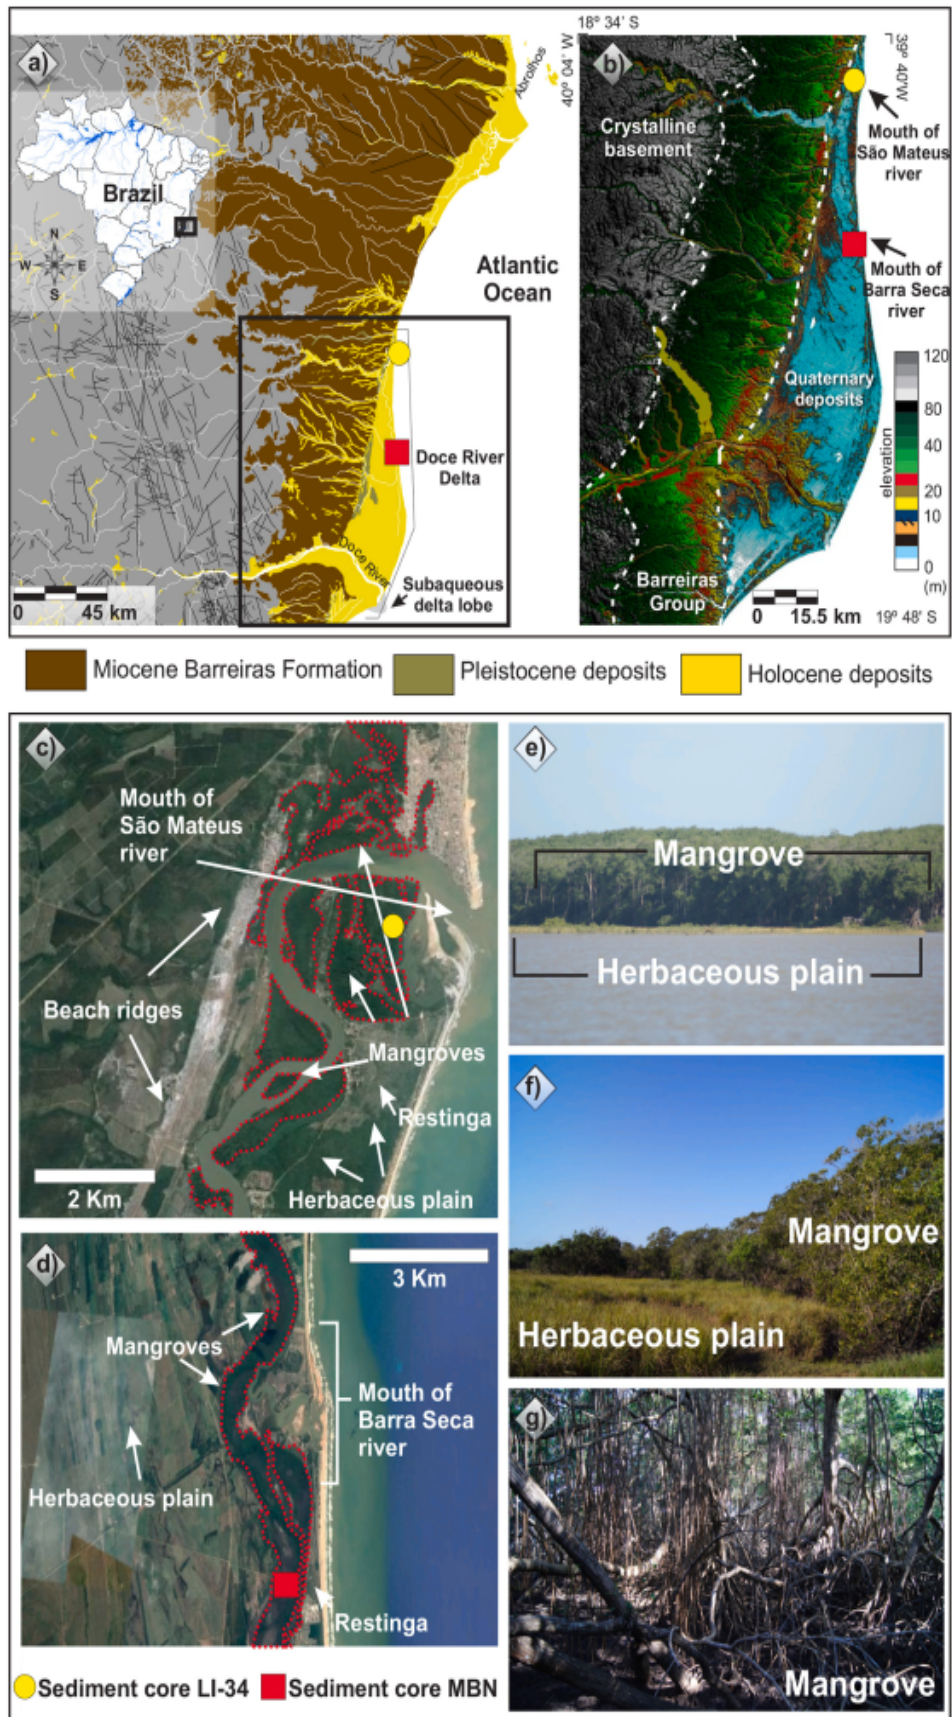 a)
Brazil
N
W E
S
Abrolhos
Atlantic
Ocean
Doce River
Delta
Doce River
Subaqueous
delta lobe
0 45 km
18º 34' S
40º 04' W
39º 40'W
b)
Crystalline
basement
Mouth of
São Mateus
river
Mouth of
Barra Seca
river
Quaternary
deposits
Barreiras
Group
elevation
120
80
40
20
10
0
(m)
0 15.5 km
19º 48' S
Miocene Barreiras Formation
Pleistocene deposits
Holocene deposits
c)
Mouth of
São Mateus
river
Beach ridges
Mangroves
Restinga
Herbaceous plain
2 Km
d)
3 Km
Mangroves
Mouth of
Barra Seca
river
Herbaceous plain
Restinga
Sediment core LI-34
Sediment core MBN
e)
Mangrove
Herbaceous plain
f)
Mangrove
Herbaceous plain
g)
Mangrove